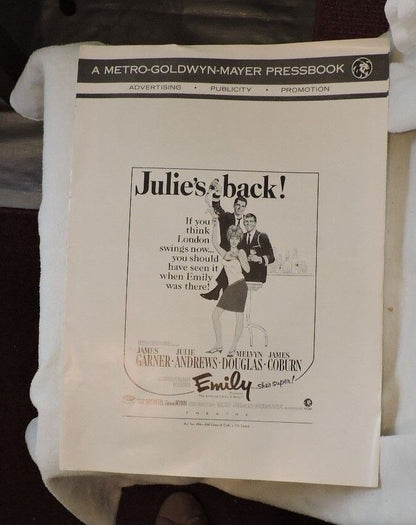 A METRO-GOLDWYN-MAYER PRESSBOOK
ADVERTISING • PUBLICITY • PROMOTION
Julie's back!
If you
think
London
swings now...
you should
have seen it
when Emily
was there!
JAMES JULIE MELVYN JAMES
GARNER·ANDREWS·DOUGLAS·COBURN
Emily ...she's super!
THEATRE